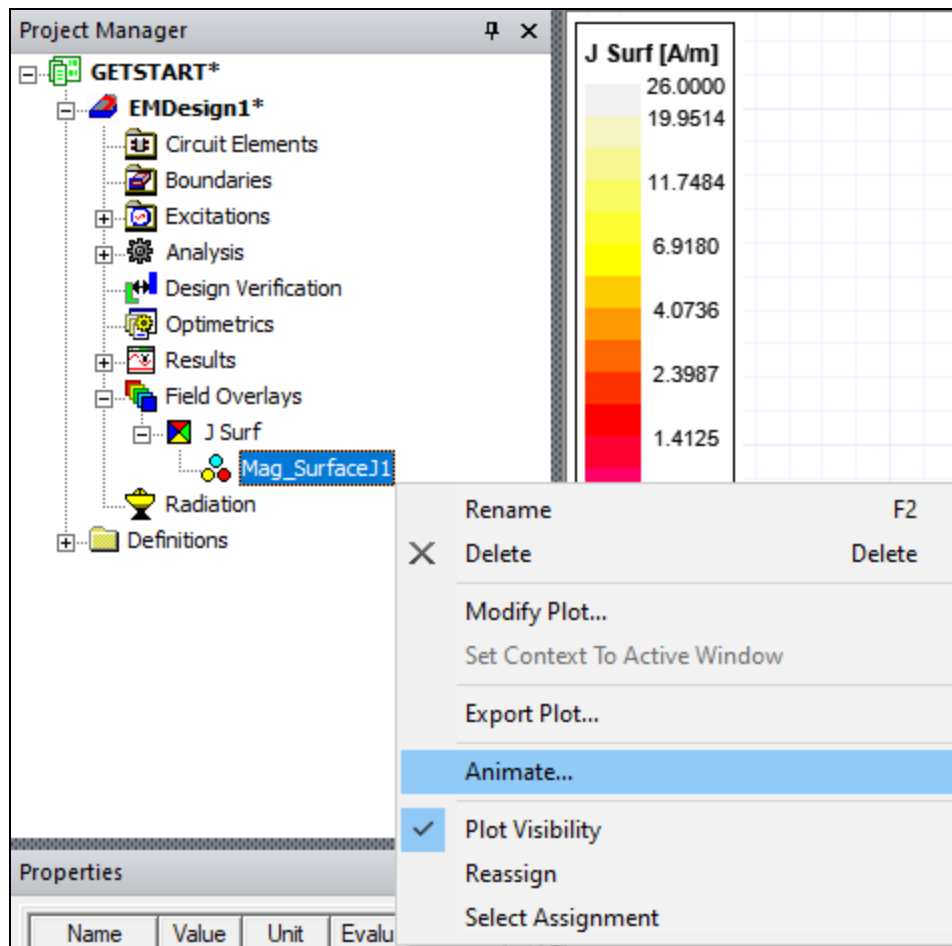 Project Manager
GETSTART*
EMDesign1*
Circuit Elements
Boundaries
Excitations
Analysis
Design Verification
Optimetrics
Results
Field Overlays
J Surf
Mag_SurfaceJ1
Radiation
Definitions
J Surf [A/m]
26.0000
19.9514
11.7484
6.9180
4.0736
2.3987
1.4125
Rename F2
Delete Delete
Modify Plot...
Set Context To Active Window
Export Plot...
Animate...
Plot Visibility
Reassign
Select Assignment
Properties
Name Value Unit Evalu